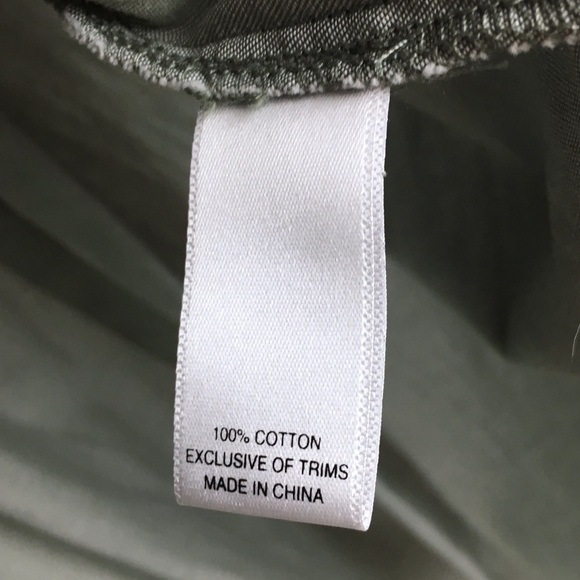 100% COTTON
EXCLUSIVE OF TRIMS
MADE IN CHINA